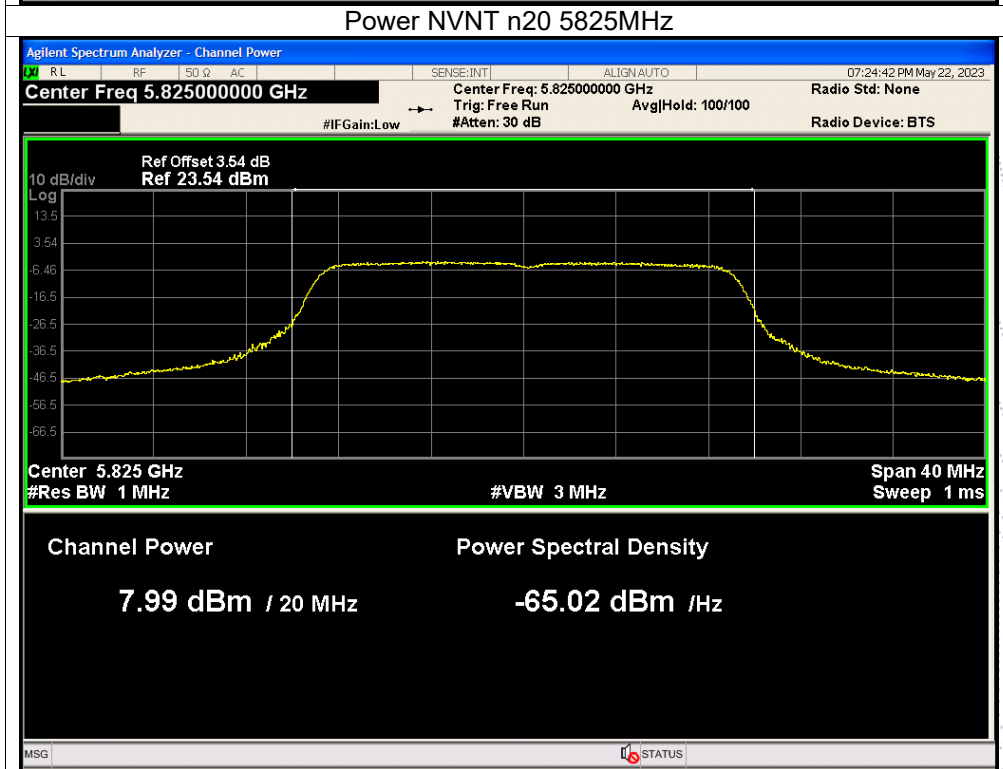 Power NVNT n20 5825MHz
Agilent Spectrum Analyzer - Channel Power
LXI RL RF 50 Ω AC SENSE:INT ALIGNAUTO 07:24:42 PM May 22, 2023
Center Freq 5.825000000 GHz Center Freq: 5.825000000 GHz Radio Std: None
Trig: Free Run Avg|Hold: 100/100
#IFGain:Low #Atten: 30 dB Radio Device: BTS
Ref Offset 3.54 dB
10 dB/div Ref 23.54 dBm
Log
13.5
3.54
-6.46
-16.5
-26.5
-36.5
-46.5
-56.5
-66.5
Center 5.825 GHz Span 40 MHz
#Res BW 1 MHz #VBW 3 MHz Sweep 1 ms
Channel Power Power Spectral Density
7.99 dBm / 20 MHz -65.02 dBm /Hz
MSG STATUS